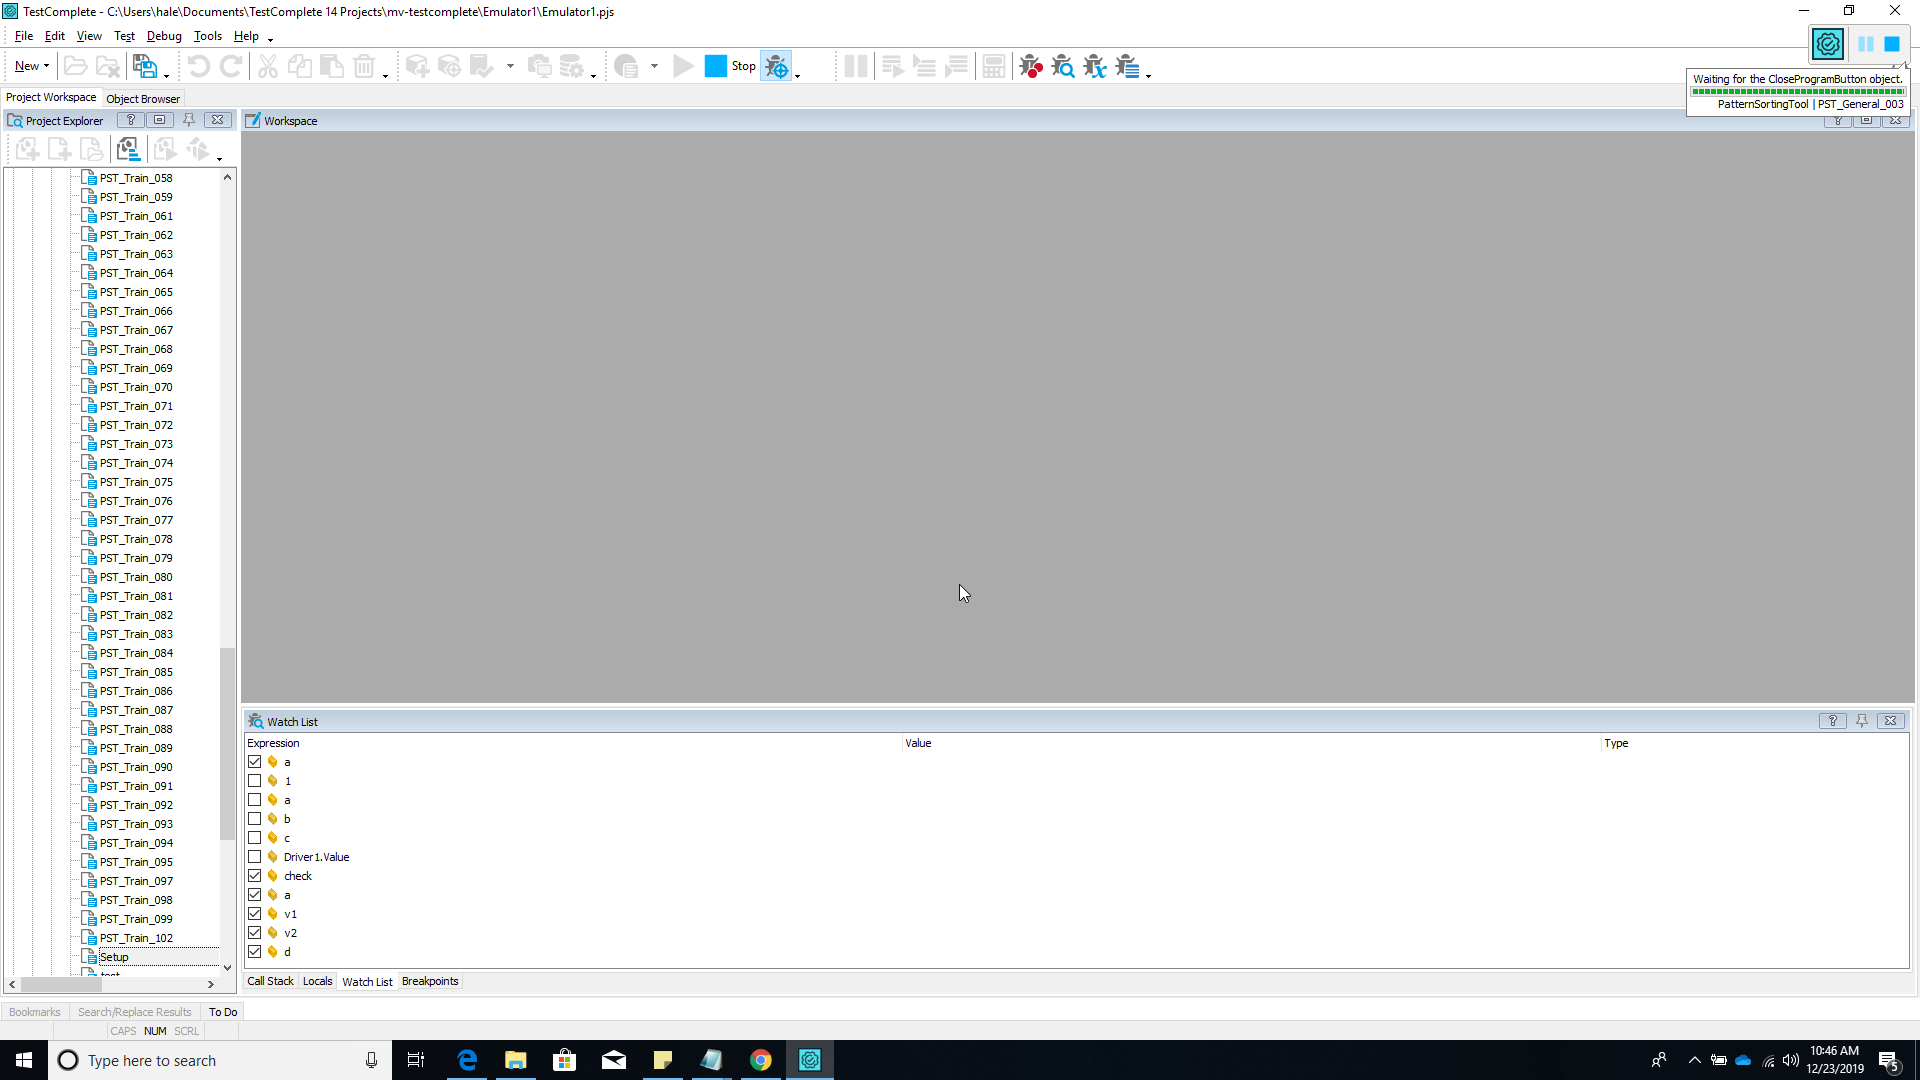 TestComplete - C:\Users\hale\Documents\TestComplete 14 Projects\mv-testcomplete\Emulator1\Emulator1.pjs
File Edit View Test Debug Tools Help
New Stop
Waiting for the CloseProgramButton object.
PatternSortingTool | PST_General_003
Project Workspace Object Browser
Project Explorer
Workspace
PST_Train_058
PST_Train_059
PST_Train_061
PST_Train_062
PST_Train_063
PST_Train_064
PST_Train_065
PST_Train_066
PST_Train_067
PST_Train_068
PST_Train_069
PST_Train_070
PST_Train_071
PST_Train_072
PST_Train_073
PST_Train_074
PST_Train_075
PST_Train_076
PST_Train_077
PST_Train_078
PST_Train_079
PST_Train_080
PST_Train_081
PST_Train_082
PST_Train_083
PST_Train_084
PST_Train_085
PST_Train_086
PST_Train_087
PST_Train_088
PST_Train_089
PST_Train_090
PST_Train_091
PST_Train_092
PST_Train_093
PST_Train_094
PST_Train_095
PST_Train_097
PST_Train_098
PST_Train_099
PST_Train_102
Setup
test
Watch List
Expression Value Type
a
1
a
b
c
Driver1.Value
check
a
v1
v2
d
Call Stack Locals Watch List Breakpoints
Bookmarks Search/Replace Results To Do
CAPS NUM SCRL
Type here to search
10:46 AM
12/23/2019
5